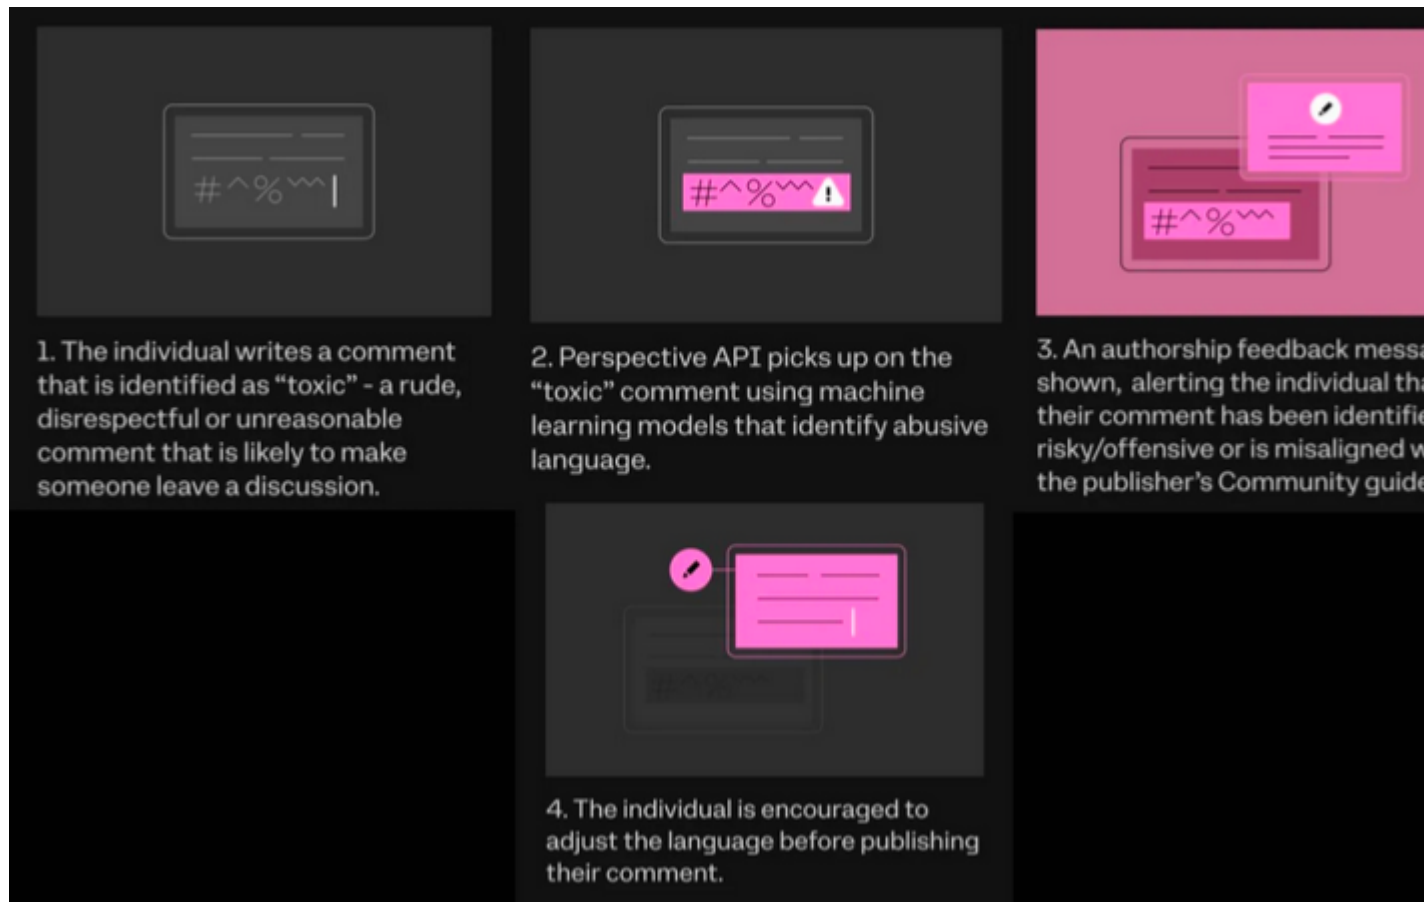 #^%
#^%
!
#^%
1. The individual writes a comment
that is identified as “toxic” - a rude,
disrespectful or unreasonable
comment that is likely to make
someone leave a discussion.
2. Perspective API picks up on the
“toxic” comment using machine
learning models that identify abusive
language.
3. An authorship feedback
shown, alerting the individual
their comment has been
risky/offensive or is misaligned
the publisher’s Community
#^%
4. The individual is encouraged to
adjust the language before publishing
their comment.